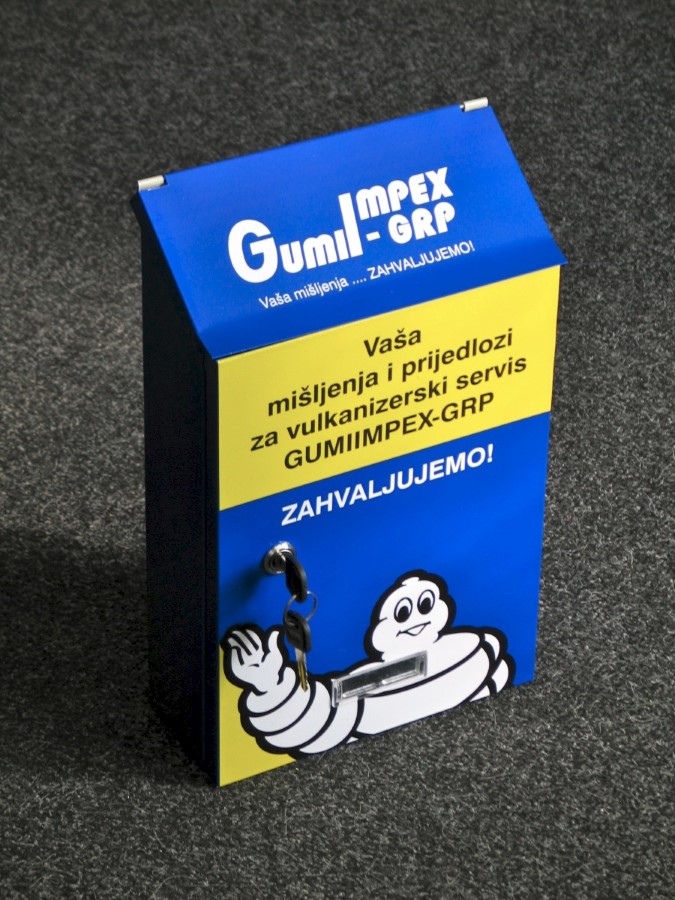 GumiIMPEX
-GRP
Vaša mišljenja .... ZAHVALJUJEMO!
Vaša
mišljenja i prijedlozi
za vulkanizerski servis
GUMIIMPEX-GRP
ZAHVALJUJEMO!